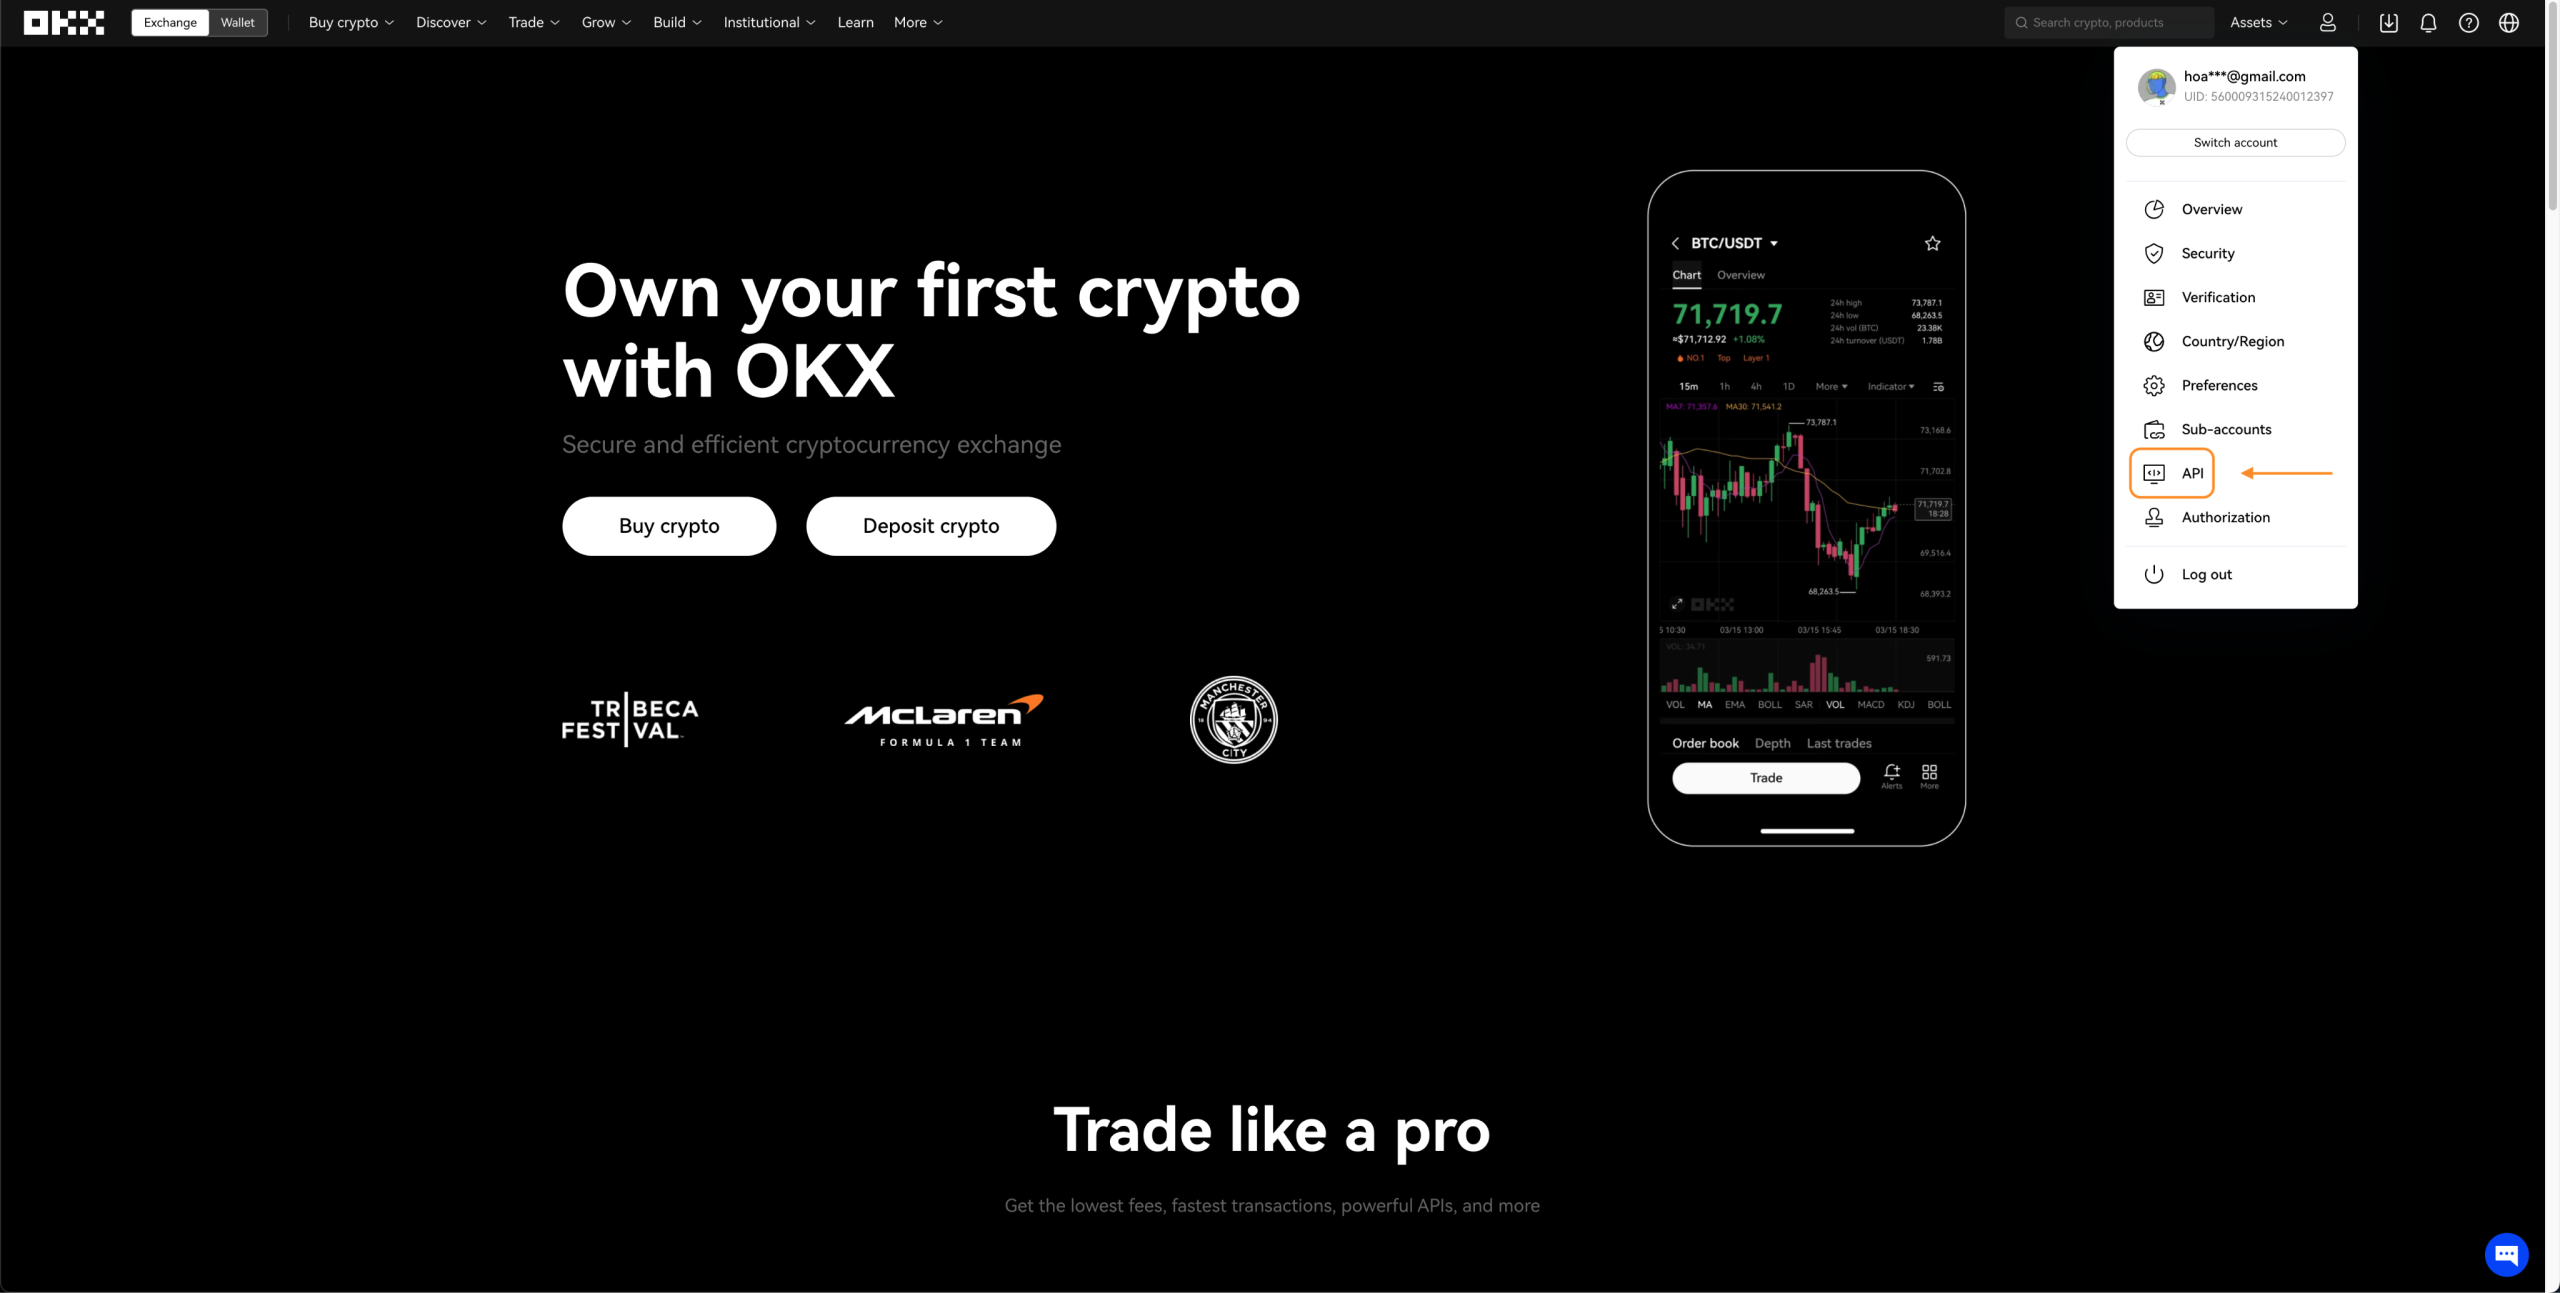 OKX
Exchange
Wallet
Buy crypto
Discover
Trade
Grow
Build
Institutional
Learn
More
Search crypto, products
Assets
hoa***@gmail.com
UID: 560009315240012397
Switch account
Overview
Security
Verification
Country/Region
Preferences
Sub-accounts
API
Authorization
Log out
Own your first crypto
with OKX
Secure and efficient cryptocurrency exchange
Buy crypto
Deposit crypto
TRIBECA
FESTIVAL
McLaren
FORMULA 1 TEAM
MANCHESTER
18 94
CITY
BTC/USDT
Chart
Overview
71,719.7
≈$71,712.92 +1.08%
NO.1 Top Layer 1
24h high 73,787.1
24h low 68,263.5
24h vol (BTC) 23.38K
24h turnover (USDT) 1.78B
15m 1h 4h 1D More Indicator
MA7: 71,357.6 MA30: 71,541.2
73,787.1
73,168.6
71,702.8
71,719.7
18:28
69,516.4
68,263.5
68,393.2
OKX
5 10:30 03/15 13:00 03/15 15:45 03/15 18:30
VOL: 34.71
591.73
VOL MA EMA BOLL SAR VOL MACD KDJ BOLL
Order book Depth Last trades
Trade
Alerts
More
Trade like a pro
Get the lowest fees, fastest transactions, powerful APIs, and more